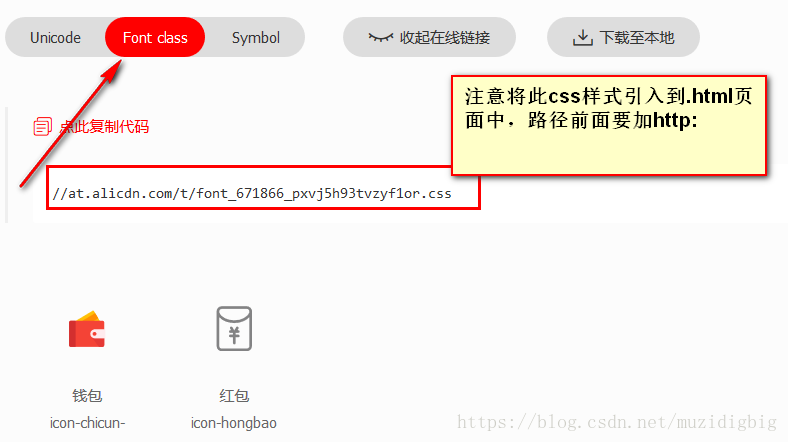 Unicode Font class Symbol 收起在线链接 下载至本地
注意将此css样式引入到.html页
面中，路径前面要加http:
点此复制代码
//at.alicdn.com/t/font_671866_pxvj5h93tvzyf1or.css
钱包 红包
icon-chicun- icon-hongbao
https://blog.csdn.net/muzidigbig